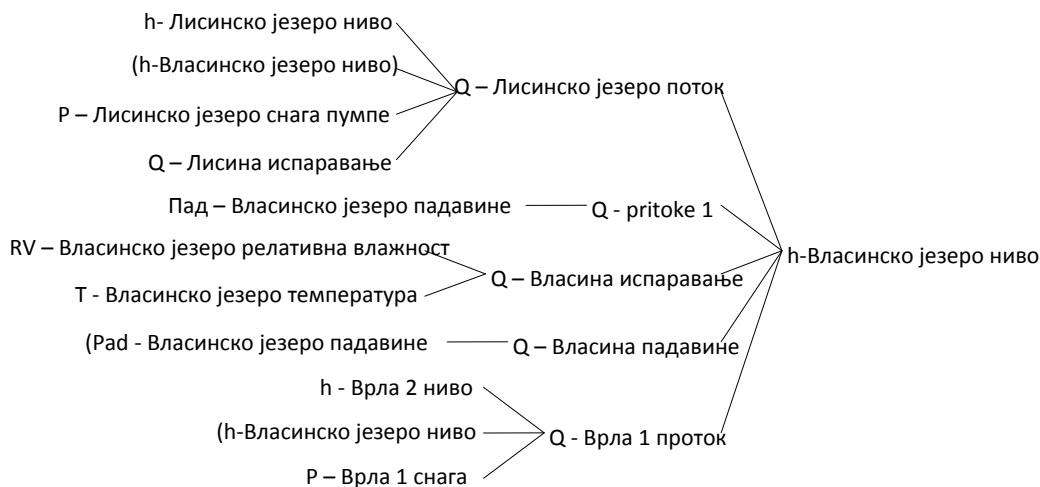 h- Лисинско језеро ниво
(h-Власинско језеро ниво)
Q – Лисинско језеро поток
P – Лисинско језеро снага пумпе
Q – Лисина испаравање
Пад – Власинско језеро падавине
Q - pritoke 1
RV – Власинско језеро релативна влажност
h-Власинско језеро ниво
Q – Власина испаравање
T - Власинско језеро температура
(Pad - Власинско језеро падавине
Q – Власина падавине
h - Врла 2 ниво
(h-Власинско језеро ниво
Q - Врла 1 проток
P – Врла 1 снага